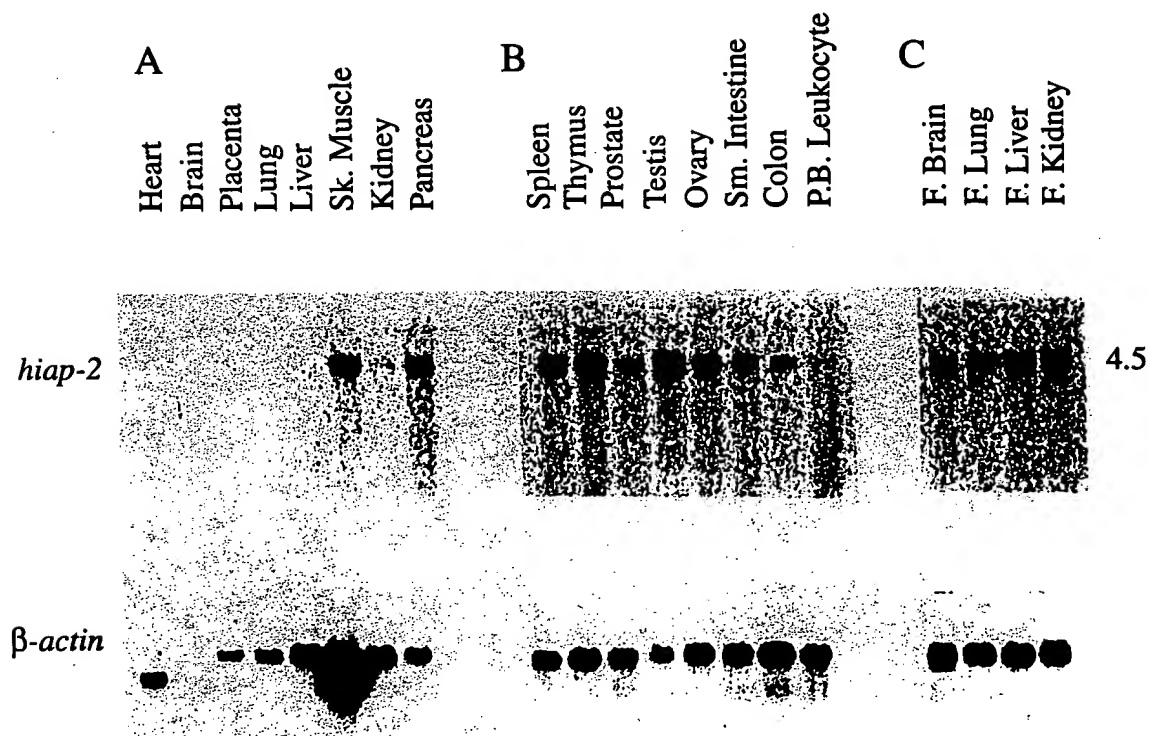 A
B
C
Heart
Brain
Placenta
Lung
Liver
Sk. Muscle
Kidney
Pancreas
Spleen
Thymus
Prostate
Testis
Ovary
Sm. Intestine
Colon
P.B. Leukocyte
F. Brain
F. Lung
F. Liver
F. Kidney
hiap-2
4.5
β-actin